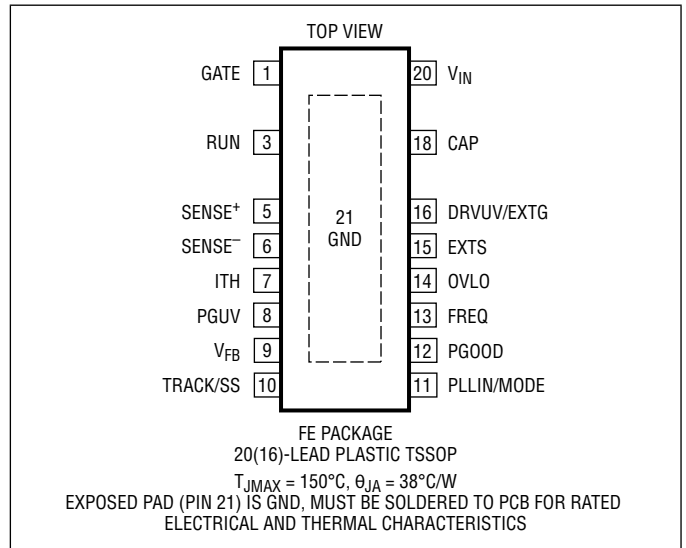 TOP VIEW
GATE 1 20 VIN
RUN 3 18 CAP
SENSE+ 5 16 DRVUV/EXTG
SENSE– 6 15 EXTS
ITH 7 14 OVLO
PGUV 8 13 FREQ
VFB 9 12 PGOOD
TRACK/SS 10 11 PLLIN/MODE
21
GND
FE PACKAGE
20(16)-LEAD PLASTIC TSSOP
TJMAX = 150°C, θJA = 38°C/W
EXPOSED PAD (PIN 21) IS GND, MUST BE SOLDERED TO PCB FOR RATED
ELECTRICAL AND THERMAL CHARACTERISTICS